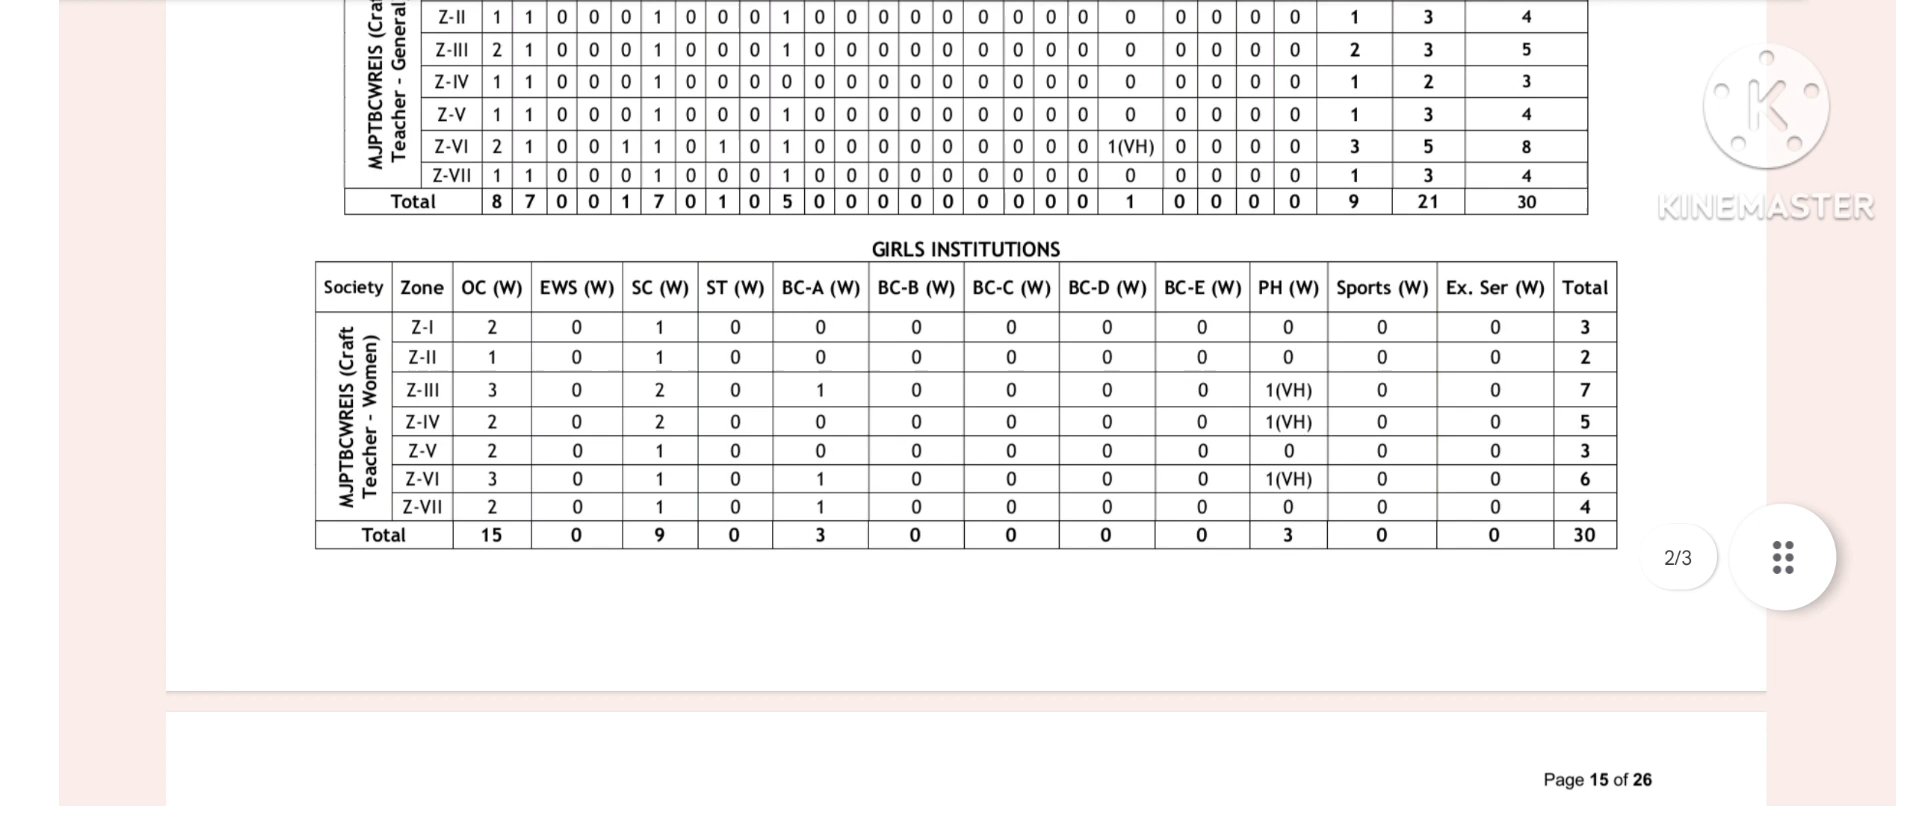 MJPTBCWREIS (Craf
Teacher - General
Z-II 1 1 0 0 0 1 0 0 0 1 0 0 0 0 0 0 0 0 0 0 0 0 0 0 1 3 4
Z-III 2 1 0 0 0 1 0 0 0 1 0 0 0 0 0 0 0 0 0 0 0 0 0 0 2 3 5
Z-IV 1 1 0 0 0 1 0 0 0 0 0 0 0 0 0 0 0 0 0 0 0 0 0 0 1 2 3
Z-V 1 1 0 0 0 1 0 0 0 1 0 0 0 0 0 0 0 0 0 0 0 0 0 0 1 3 4
Z-VI 2 1 0 0 1 1 0 1 0 1 0 0 0 0 0 0 0 0 0 1(VH) 0 0 0 0 3 5 8
Z-VII 1 1 0 0 0 1 0 0 0 1 0 0 0 0 0 0 0 0 0 0 0 0 0 0 1 3 4
Total 8 7 0 0 1 7 0 1 0 5 0 0 0 0 0 0 0 0 0 1 0 0 0 0 9 21 30
K
KINEMASTER
GIRLS INSTITUTIONS
Society Zone OC (W) EWS (W) SC (W) ST (W) BC-A (W) BC-B (W) BC-C (W) BC-D (W) BC-E (W) PH (W) Sports (W) Ex. Ser (W) Total
MJPTBCWREIS (Craft
Teacher - Women)
Z-I 2 0 1 0 0 0 0 0 0 0 0 0 3
Z-II 1 0 1 0 0 0 0 0 0 0 0 0 2
Z-III 3 0 2 0 1 0 0 0 0 1(VH) 0 0 7
Z-IV 2 0 2 0 0 0 0 0 0 1(VH) 0 0 5
Z-V 2 0 1 0 0 0 0 0 0 0 0 0 3
Z-VI 3 0 1 0 1 0 0 0 0 1(VH) 0 0 6
Z-VII 2 0 1 0 1 0 0 0 0 0 0 0 4
Total 15 0 9 0 3 0 0 0 0 3 0 0 30
2/3
Page 15 of 26